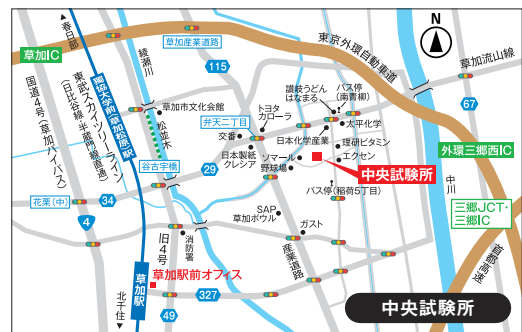 ▲春日部
草加IC
国道4号(草加バイパス)
東武スカイツリーライン
(日比谷線・半蔵門線直通)
獨協大学前〈草加松原〉駅
綾瀬川
草加産業道路
115
東京外環自動車道
N
草加流山線
67
草加市文化会館
松並木
弁天二丁目
トヨタ
カローラ
讃岐うどん
はなまる
バス停
(南青柳)
太平化学
交番
日本製紙
クレシア
日本化学産業
理研ビタミン
エクセン
ソマール
野球場
中央試験所
外環三郷西IC
谷古宇橋
29
34
花栗(中)
4
バス停(稲荷5丁目)
中川
三郷JCT・
三郷IC
SAP
草加ボウル
ガスト
消防署
旧4号
産業道路
首都高速
草加駅
草加駅前オフィス
327
49
北千住▼
中央試験所